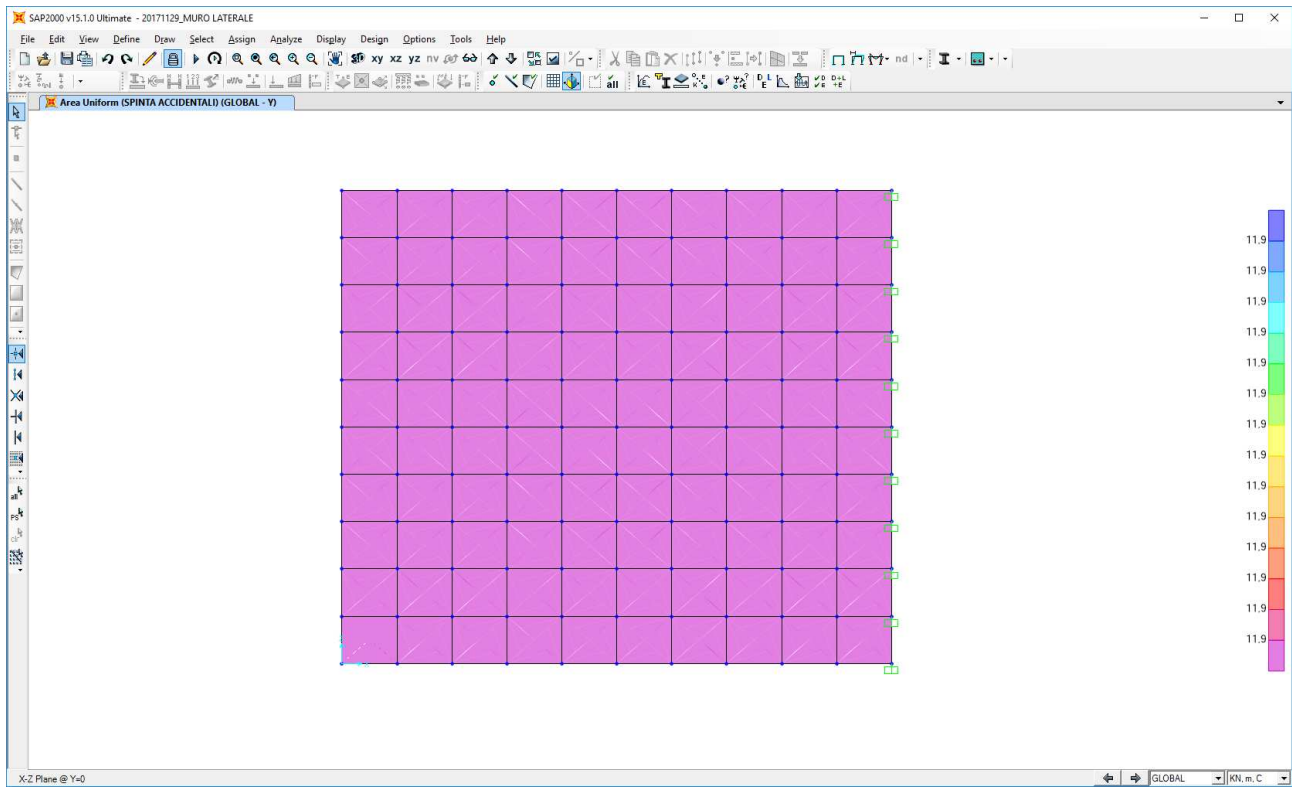 SAP2000 v15.1.0 Ultimate - 20171129_MURO LATERALE
File Edit View Define Draw Select Assign Analyze Display Design Options Tools Help
xy xz yz nv
nd
all
Area Uniform (SPINTA ACCIDENTALI) (GLOBAL - Y)
11,9
11,9
11,9
11,9
11,9
11,9
11,9
11,9
11,9
11,9
11,9
11,9
11,9
11,9
all
PS
X-Z Plane @ Y=0
GLOBAL
KN, m, C